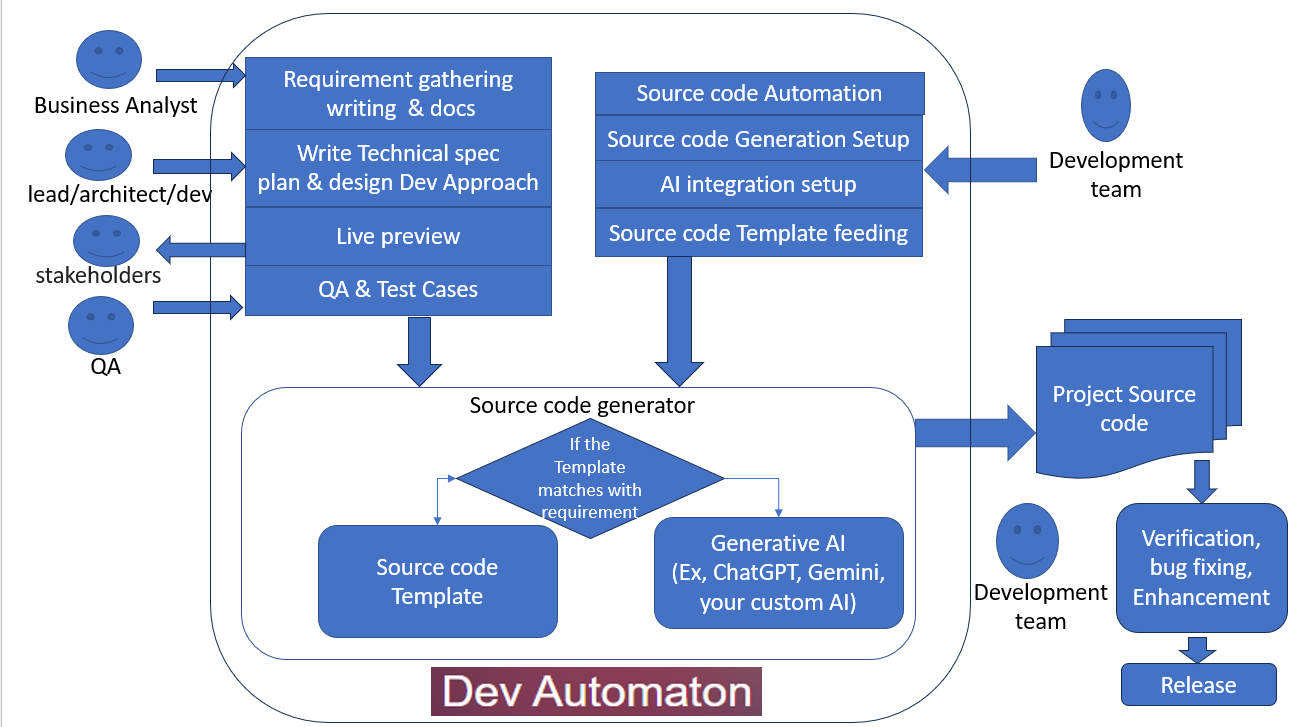 Business Analyst
lead/architect/dev
stakeholders
QA
Requirement gathering
writing & docs
Write Technical spec
plan & design Dev Approach
Live preview
QA & Test Cases
Source code Automation
Source code Generation Setup
AI integration setup
Source code Template feeding
Development
team
Source code generator
If the
Template
matches with
requirement
Source code
Template
Generative AI
(Ex, ChatGPT, Gemini,
your custom AI)
Project Source
code
Development
team
Verification,
bug fixing,
Enhancement
Release
Dev Automaton